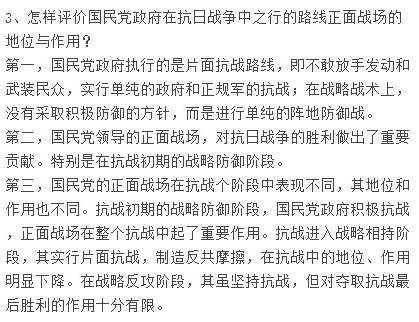 3、怎样评价国民党政府在抗日战争中之行的路线正面战场的
地位与作用？
第一，国民党政府执行的是片面抗战路线，即不敢放手发动和
武装民众，实行单纯的政府和正规军的抗战；在战略战术上，
没有采取积极防御的方针，而是进行单纯的阵地防御战。
第二，国民党领导的正面战场，对抗日战争的胜利做出了重要
贡献。特别是在抗战初期的战略防御阶段。
第三，国民党的正面战场在抗战个阶段中表现不同，其地位和
作用也不同。抗战初期的战略防御阶段，国民党政府积极抗战
，正面战场在整个抗战中起了重要作用。抗战进入战略相持阶
段，其实行片面抗战，制造反共摩擦，在抗战中的地位、作用
明显下降。在战略反攻阶段，其虽坚持抗战，但对夺取抗战最
后胜利的作用十分有限。